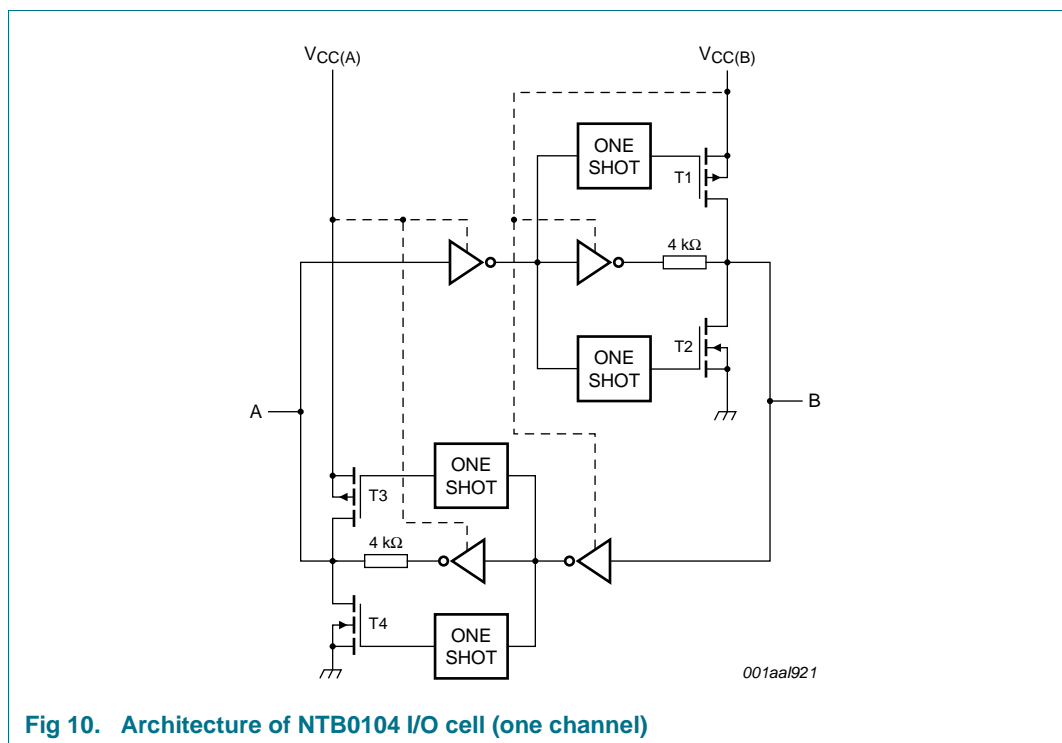 VCC(A)
VCC(B)
ONE
SHOT
T1
4 kΩ
ONE
SHOT
T2
A
B
ONE
SHOT
T3
4 kΩ
ONE
SHOT
T4
001aal921
Fig 10. Architecture of NTB0104 I/O cell (one channel)